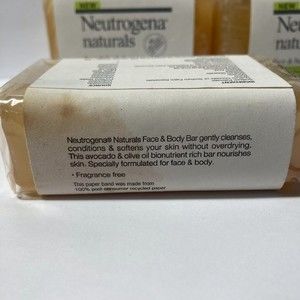 NEW
Neutrogena
naturals
NEW
Neutrogena
naturals
Neutrogena® Naturals Face & Body Bar gently cleanses,
conditions & softens your skin without overdrying.
This avocado & olive oil bionutrient rich bar nourishes
skin. Specially formulated for face & body.
• Fragrance free
This paper band was made from
100% post-consumer recycled paper